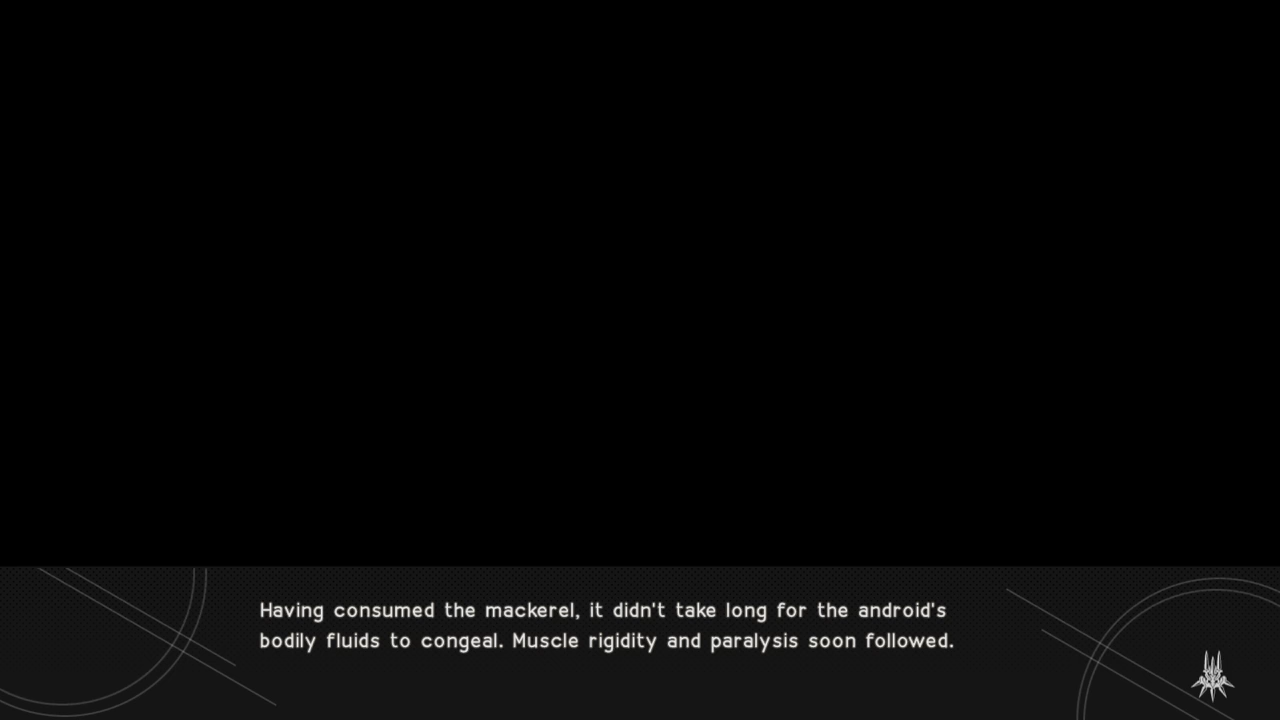 Having consumed the mackerel, it didn't take long for the android's
bodily fluids to congeal. Muscle rigidity and paralysis soon followed.